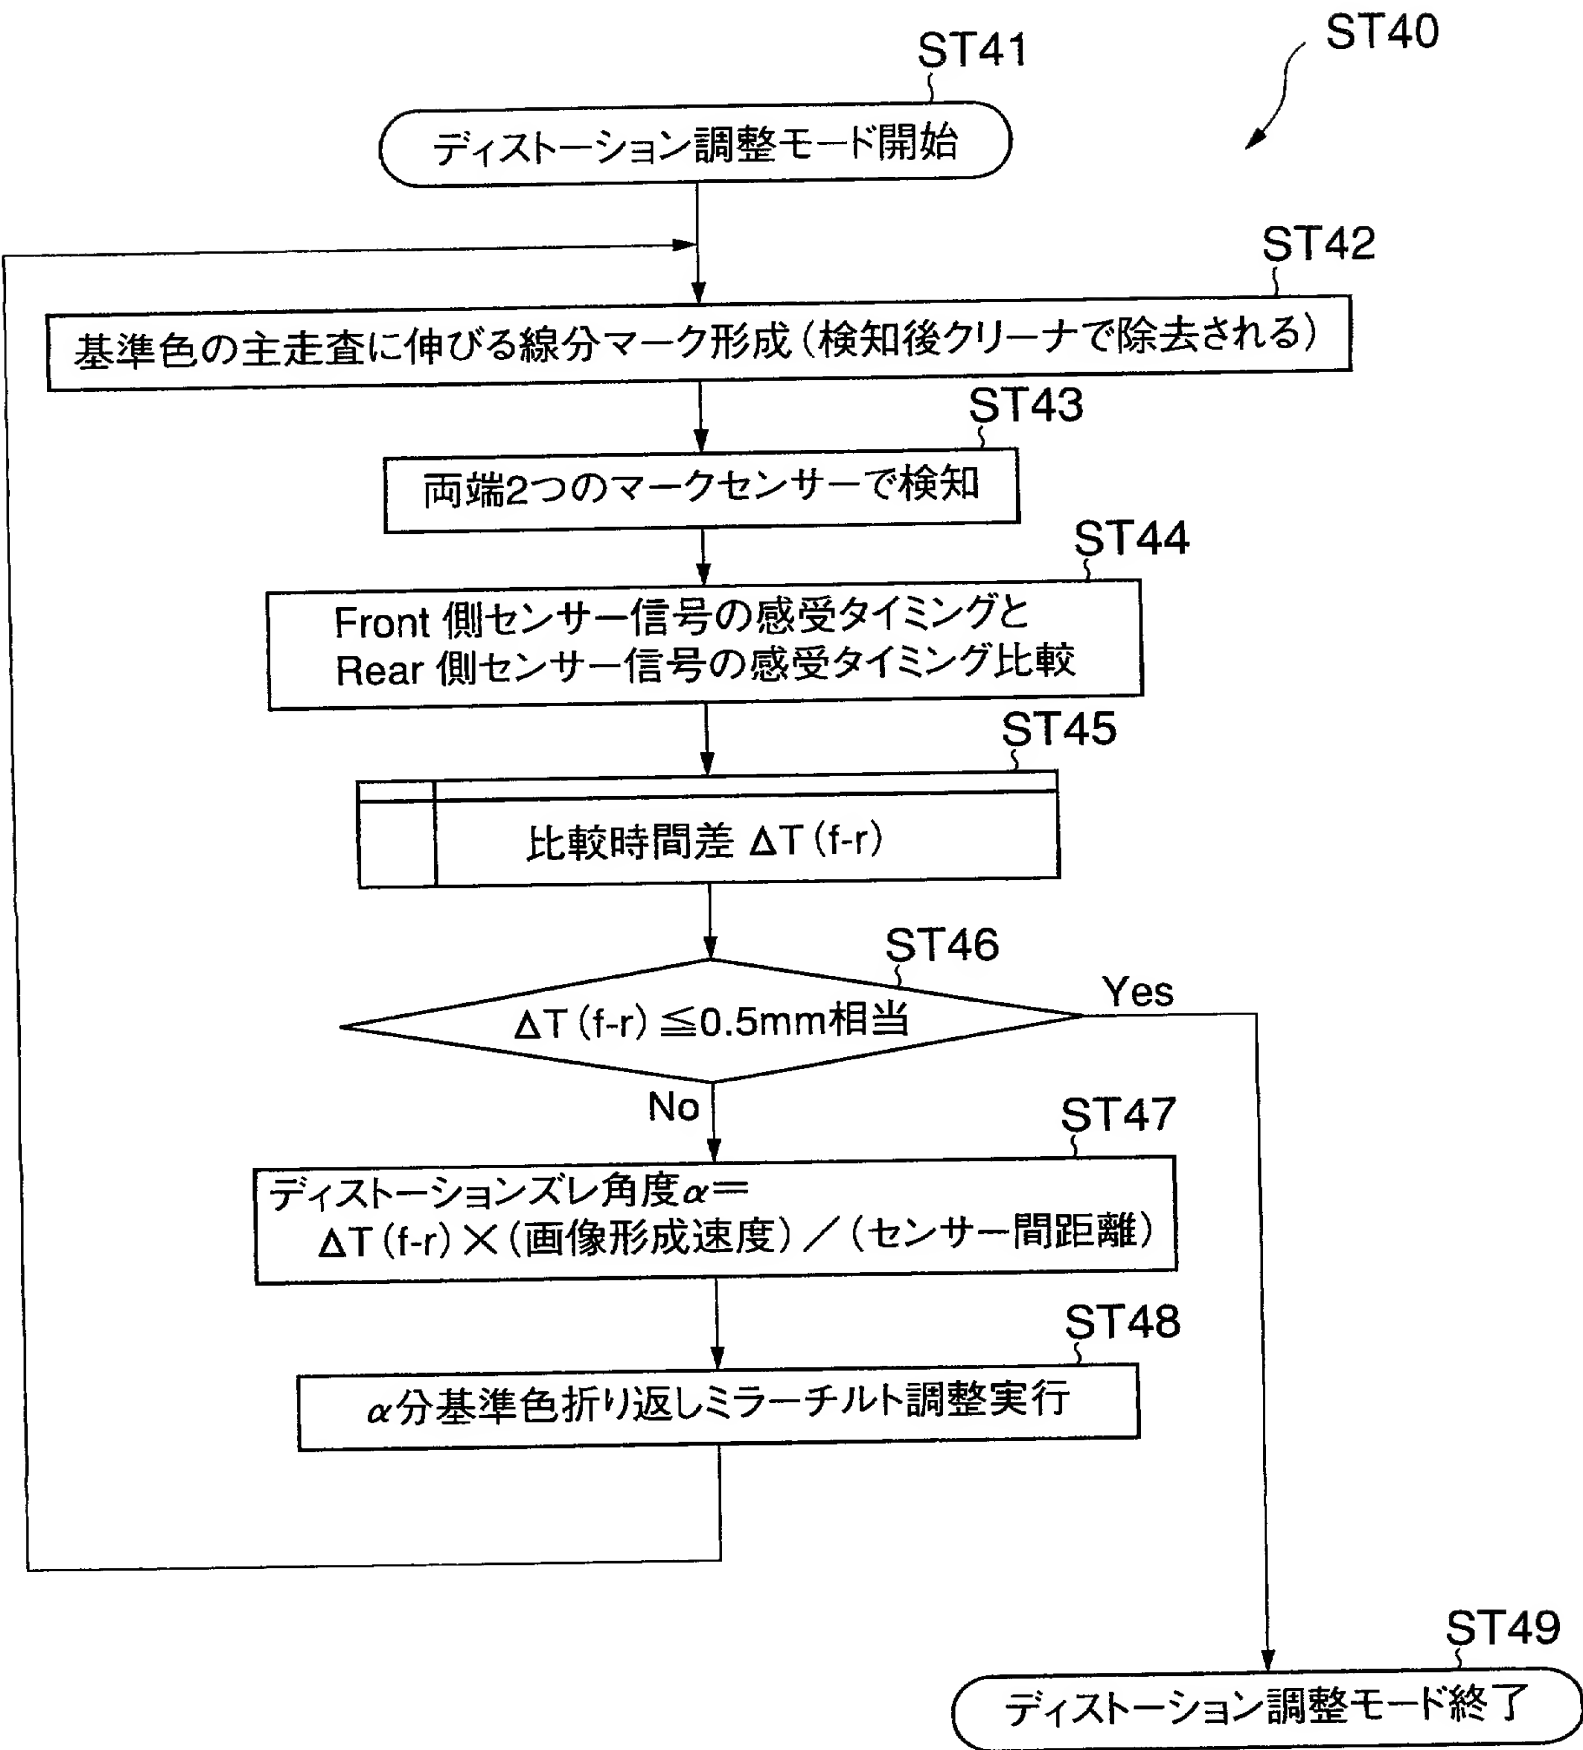 ST40
ST41
ディストーション調整モード開始
ST42
基準色の主走査に伸びる線分マーク形成(検知後クリーナで除去される)
ST43
両端2つのマークセンサーで検知
ST44
Front 側センサー信号の感受タイミングと
Rear 側センサー信号の感受タイミング比較
ST45
比較時間差 ΔT(f-r)
ST46
ΔT(f-r)≦0.5mm相当
Yes
No
ST47
ディストーションズレ角度α=
ΔT(f-r)×(画像形成速度)/(センサー間距離)
ST48
α分基準色折り返しミラーチルト調整実行
ST49
ディストーション調整モード終了